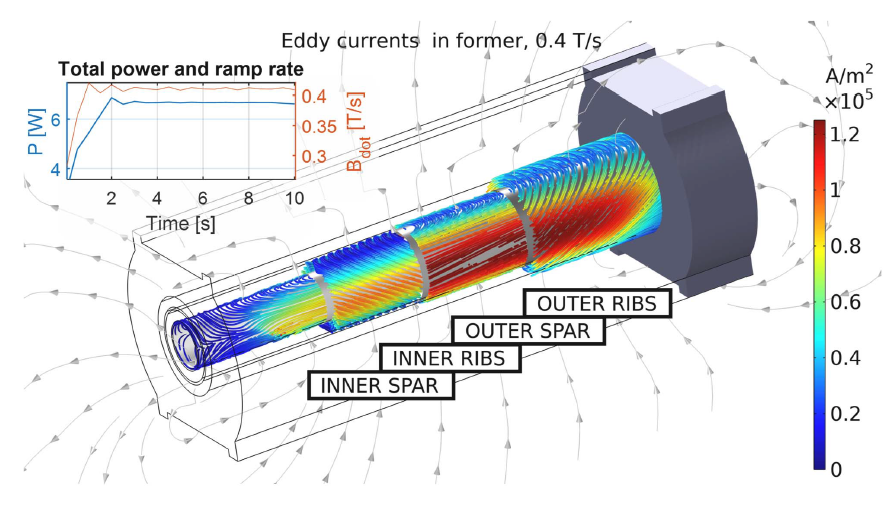 Eddy currents in former, 0.4 T/s
Total power and ramp rate
A/m²
×10⁵
P [W]
6
4
0.4
0.35
0.3
Bdot [T/s]
2
4
6
8
10
Time [s]
1.2
1
0.8
0.6
0.4
0.2
0
OUTER RIBS
OUTER SPAR
INNER RIBS
INNER SPAR